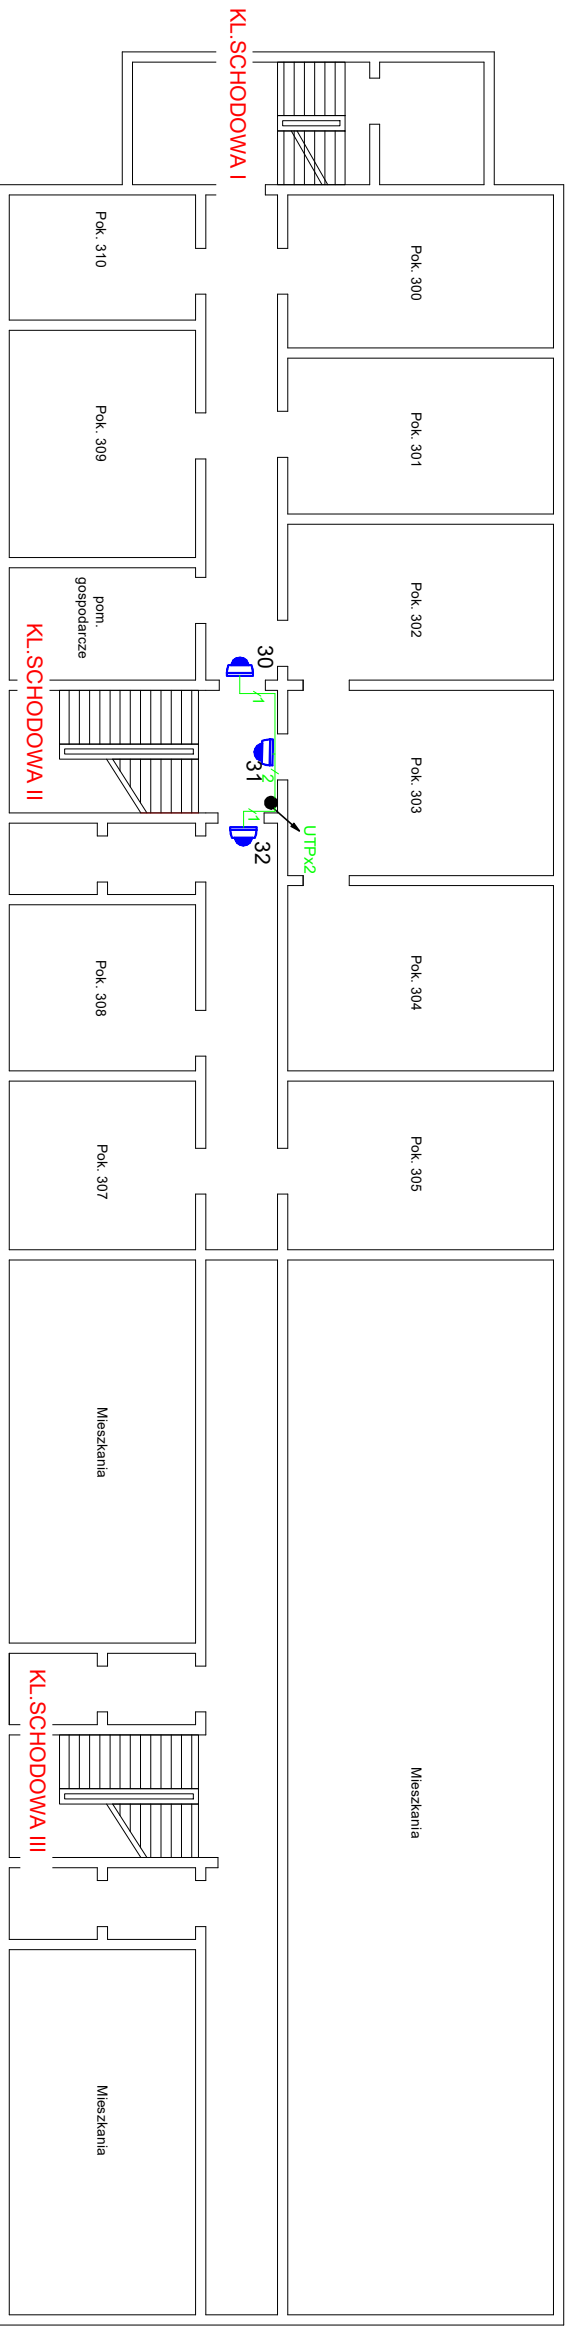 KL.SCHODOWA I
Pok. 310
Pok. 300
Pok. 309
Pok. 301
pom.
gospodarcze
Pok. 302
KL.SCHODOWA II
30
1
31
2
Pok. 303
1
32
UTPx2
Pok. 308
Pok. 304
Pok. 307
Pok. 305
Mieszkania
KL.SCHODOWA III
Mieszkania
Mieszkania